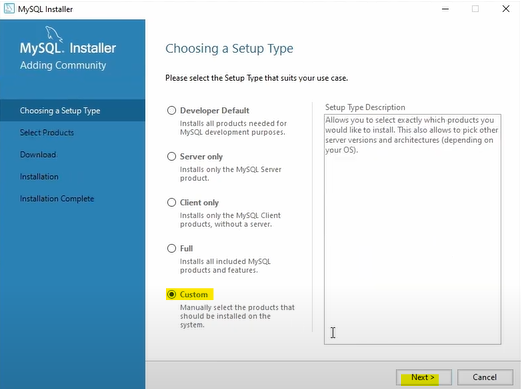 MySQL Installer
MySQL. Installer
Adding Community
Choosing a Setup Type
Select Products
Download
Installation
Installation Complete
Choosing a Setup Type
Please select the Setup Type that suits your use case.
Developer Default
Installs all products needed for
MySQL development purposes.
Server only
Installs only the MySQL Server
product.
Client only
Installs only the MySQL Client
products, without a server.
Full
Installs all included MySQL
products and features.
Custom
Manually select the products that
should be installed on the
system.
Setup Type Description
Allows you to select exactly which products you
would like to install. This also allows to pick other
server versions and architectures (depending on
your OS).
Next >
Cancel